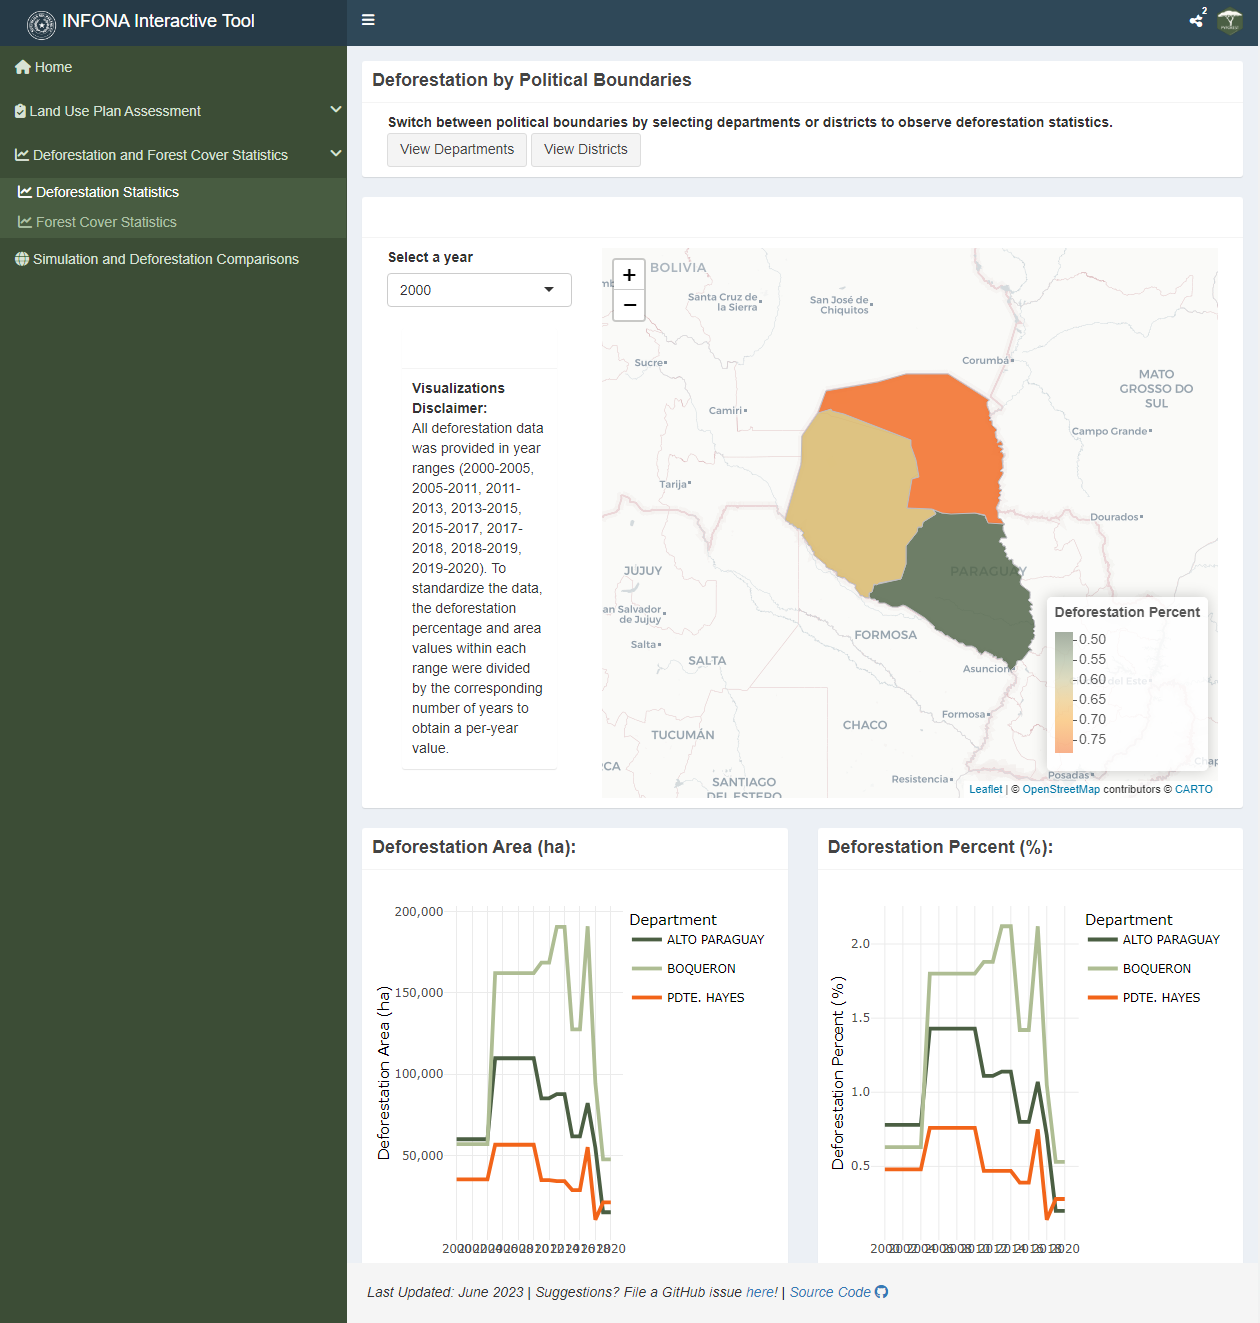 INFONA Interactive Tool
2
Home
Land Use Plan Assessment
Deforestation and Forest Cover Statistics
Deforestation Statistics
Forest Cover Statistics
Simulation and Deforestation Comparisons
Deforestation by Political Boundaries
Switch between political boundaries by selecting departments or districts to observe deforestation statistics.
View Departments
View Districts
Select a year
2000
Visualizations
Disclaimer:
All deforestation data
was provided in year
ranges (2000-2005,
2005-2011, 2011-
2013, 2013-2015,
2015-2017, 2017-
2018, 2018-2019,
2019-2020). To
standardize the data,
the deforestation
percentage and area
values within each
range were divided
by the corresponding
number of years to
obtain a per-year
value.
+
−
BOLIVIA
Santa Cruz de
la Sierra
San José de
Chiquitos
Sucre
Corumbá
MATO
GROSSO DO
SUL
Camiri
Campo Grande
Tarija
Dourados
JUJUY
PARAGUAY
an Salvador
de Jujuy
FORMOSA
Salta
SALTA
Asunción
Formosa
CHACO
TUCUMÁN
RCA
SANTIAGO
DEL ESTERO
Resistencia
Posadas
Chap
del Este
Deforestation Percent
0.50
0.55
0.60
0.65
0.70
0.75
Leaflet | © OpenStreetMap contributors © CARTO
Deforestation Area (ha):
200,000
150,000
100,000
50,000
Deforestation Area (ha)
Department
ALTO PARAGUAY
BOQUERON
PDTE. HAYES
2000 2002 2004 2006 2008 2010 2012 2014 2016 2018 2020
Deforestation Percent (%):
2.0
1.5
1.0
0.5
Deforestation Percent (%)
Department
ALTO PARAGUAY
BOQUERON
PDTE. HAYES
2000 2002 2004 2006 2008 2010 2012 2014 2016 2018 2020
Last Updated: June 2023 | Suggestions? File a GitHub issue here! | Source Code